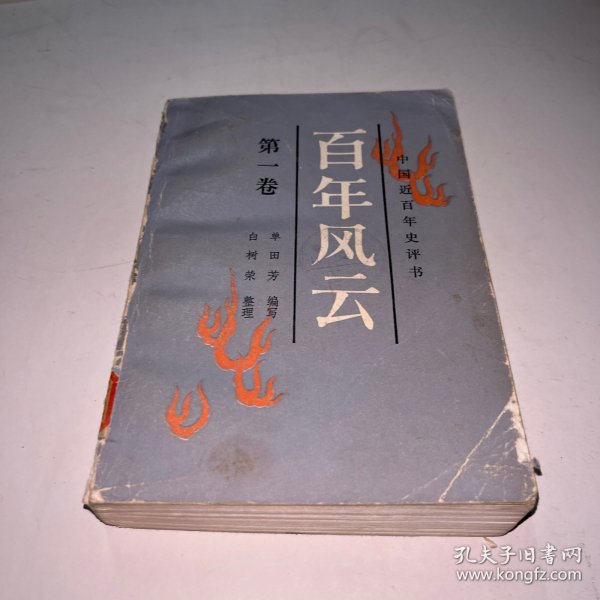 中国近百年史评书
百年风云
第一卷
单田芳 编写
白树荣 整理
孔夫子旧书网
www.kongfz.com